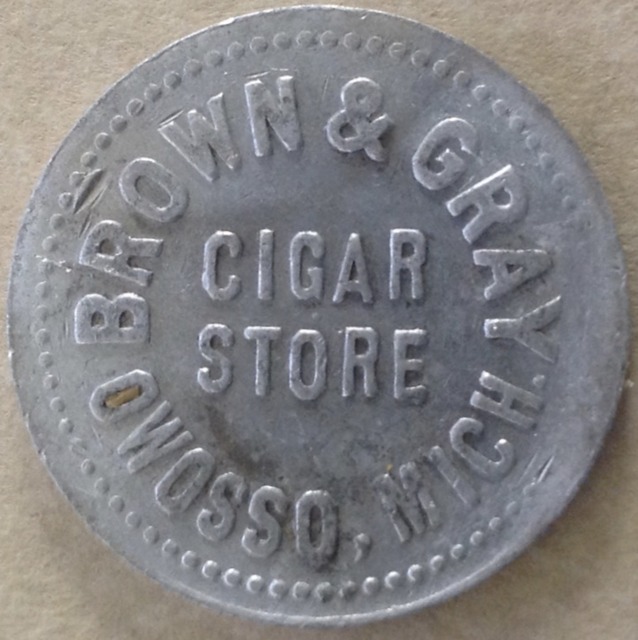 BROWN & GRAY
CIGAR
STORE
OWOSSO, MICH.